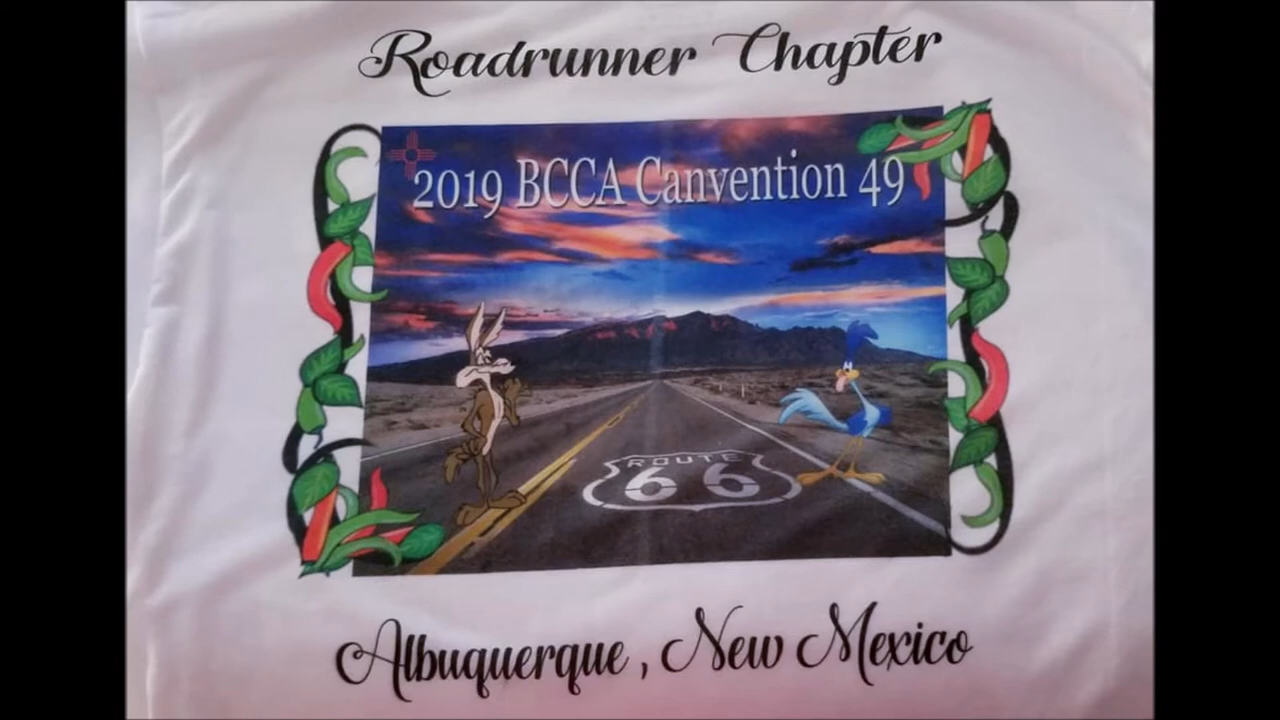 Roadrunner Chapter
2019 BCCA Canvention 49
ROUTE
66
Albuquerque, New Mexico